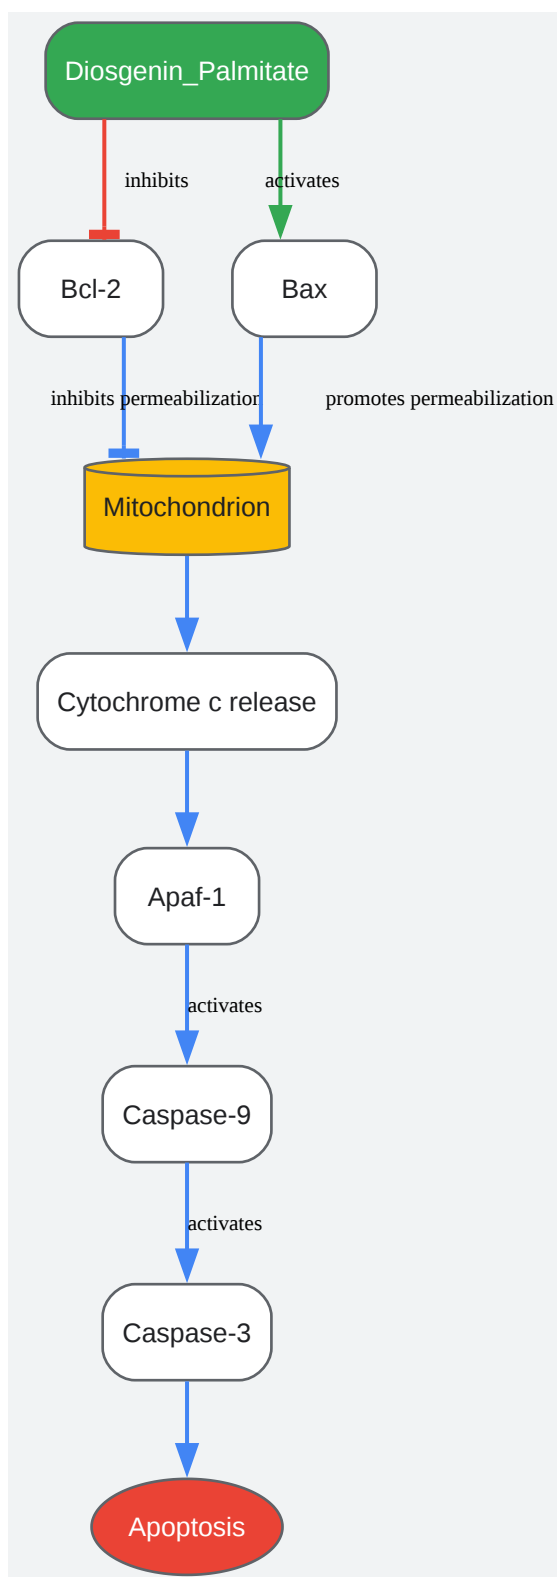 Diosgenin_Palmitate
inhibits
activates
Bcl-2
Bax
inhibits permeabilization
promotes permeabilization
Mitochondrion
Cytochrome c release
Apaf-1
activates
Caspase-9
activates
Caspase-3
Apoptosis